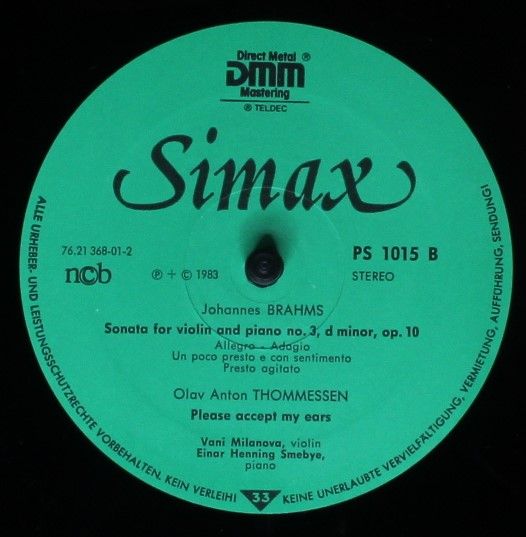 Direct Metal ®
DMM
Mastering
℗ TELDEC
Simax
76.21 368-01-2
ncb
℗ + © 1983
PS 1015 B
STEREO
Johannes BRAHMS
Sonata for violin and piano no. 3, d minor, op. 10
Allegro - Adagio
Un poco presto e con sentimento
Presto agitato
Olav Anton THOMMESSEN
Please accept my ears
Vani Milanova, violin
Einar Henning Smebye,
piano
33
ALLE URHEBER- UND LEISTUNGSSCHUTZRECHTE VORBEHALTEN. KEIN VERLEIH! KEINE UNERLAUBTE VERVIELFÄLTIGUNG, VERMIETUNG, AUFFÜHRUNG, SENDUNG!